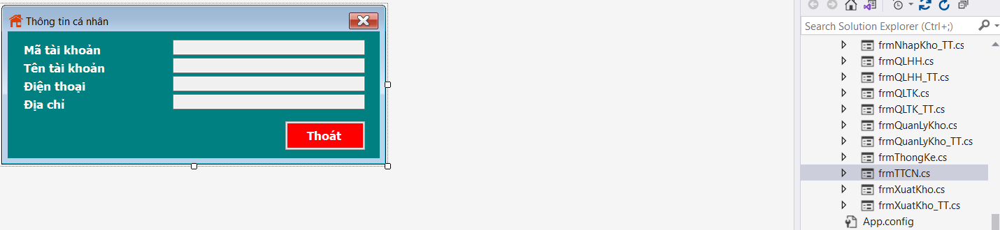 Thông tin cá nhân
Mã tài khoản
Tên tài khoản
Điện thoại
Địa chỉ
Thoát
Search Solution Explorer (Ctrl+;)
frmNhapKho_TT.cs
frmQLHH.cs
frmQLHH_TT.cs
frmQLTK.cs
frmQLTK_TT.cs
frmQuanLyKho.cs
frmQuanLyKho_TT.cs
frmThongKe.cs
frmTTCN.cs
frmXuatKho.cs
frmXuatKho_TT.cs
App.config